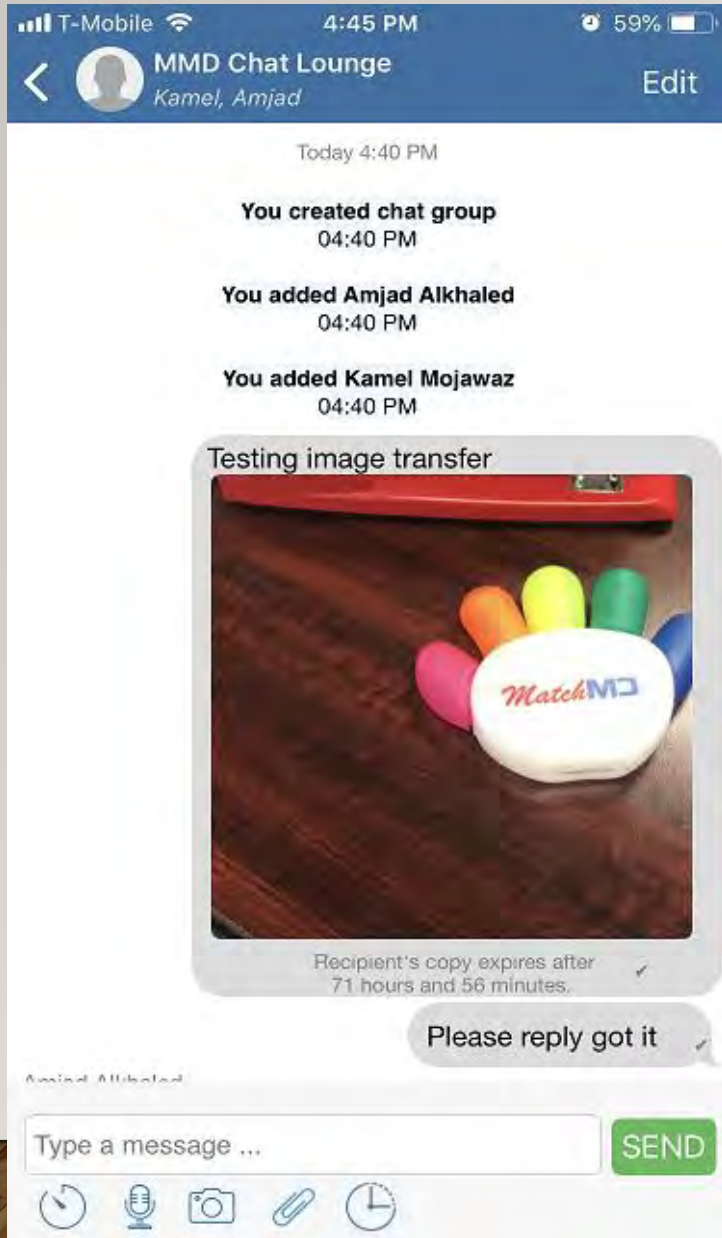 T-Mobile 4:45 PM 59%
MMD Chat Lounge
Kamel, Amjad
Edit
Today 4:40 PM
You created chat group
04:40 PM
You added Amjad Alkhaled
04:40 PM
You added Kamel Mojawaz
04:40 PM
Testing image transfer
MatchMD
Recipient's copy expires after
71 hours and 56 minutes.
Please reply got it
Amjad Alkhaled
Type a message ...
SEND